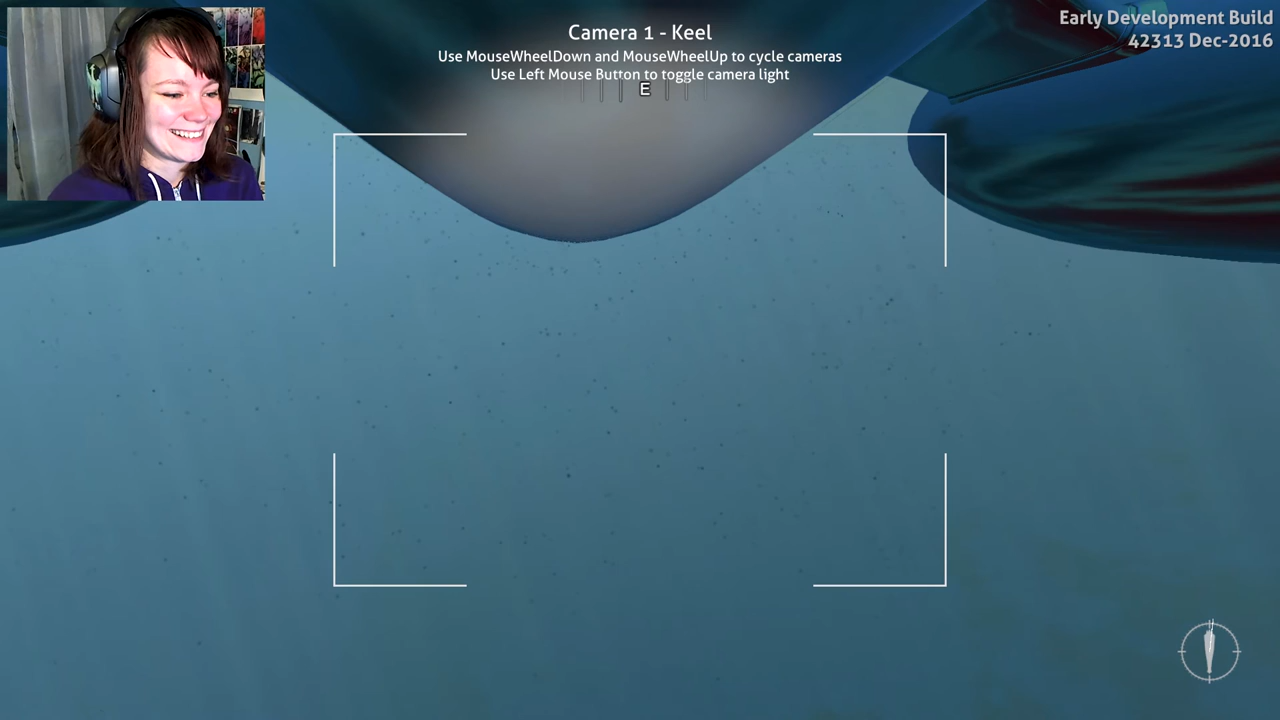 Camera 1 - Keel
Use MouseWheelDown and MouseWheelUp to cycle cameras
Use Left Mouse Button to toggle camera light
E
Early Development Build
42313 Dec-2016